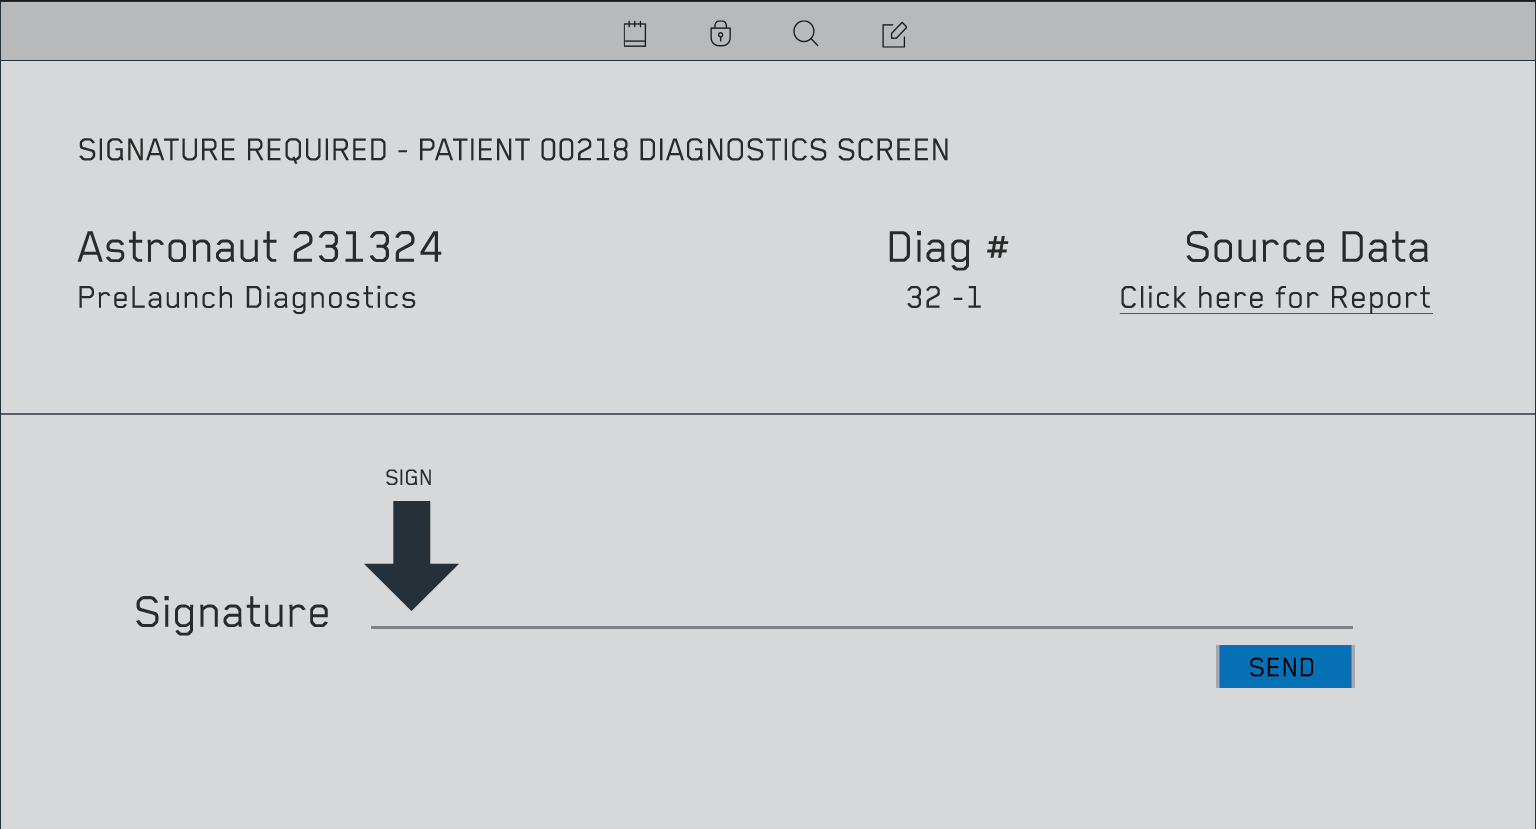 SIGNATURE REQUIRED - PATIENT 00218 DIAGNOSTICS SCREEN
Astronaut 231324
PreLaunch Diagnostics
Diag #
32 -1
Source Data
Click here for Report
SIGN
Signature
SEND